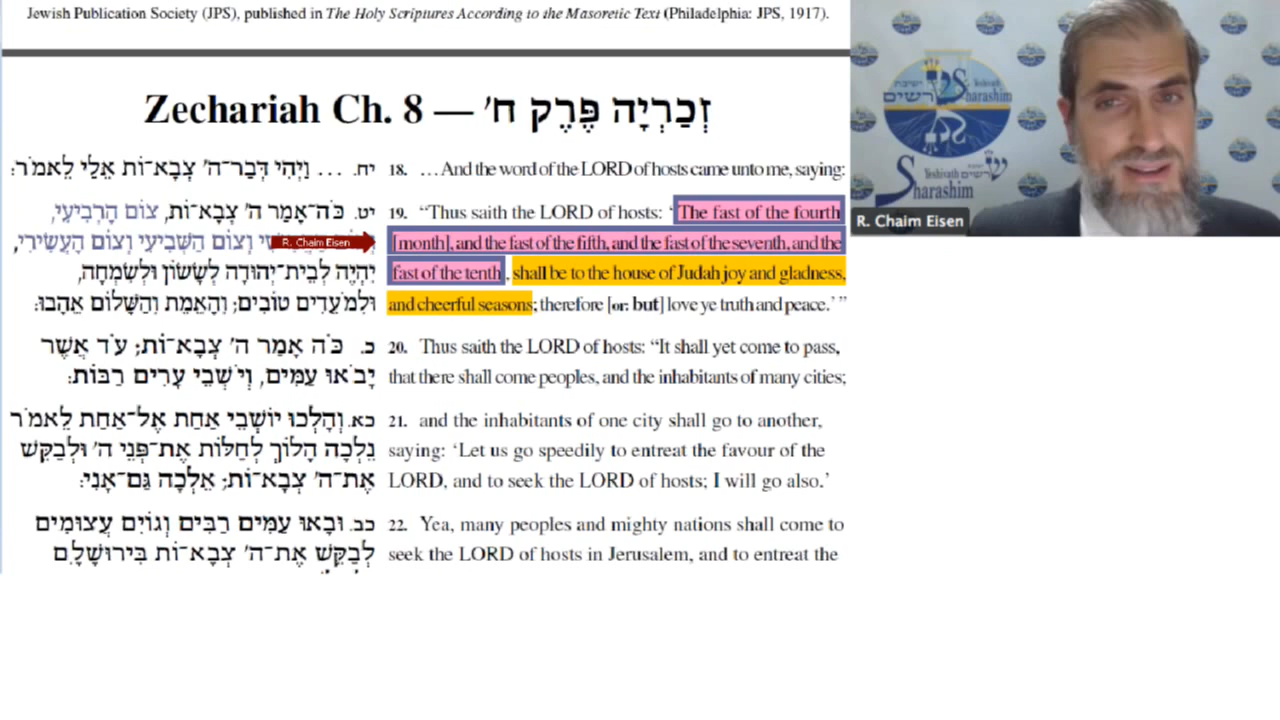 Jewish Publication Society (JPS), published in The Holy Scriptures According to the Masoretic Text (Philadelphia: JPS, 1917).
Zechariah Ch. 8 — זְכַרְיָה פֶּרֶק ח׳
יח. ... וַיְהִי דְּבַר־ה׳ צְבָא־וֹת אֵלַי לֵאמֹר:
18. …And the word of the LORD of hosts came unto me, saying:
יט. כֹּה־אָמַר ה׳ צְבָא־וֹת, צוֹם הָרְבִיעִי,
וְצוֹם הַשְּׁבִיעִי וְצוֹם הָעֲשִׂירִי,
יִהְיֶה לְבֵית־יְהוּדָה לְשָׂשׂוֹן וּלְשִׂמְחָה,
וּלְמֹעֲדִים טוֹבִים; וְהָאֱמֶת וְהַשָּׁלוֹם אֱהָבוּ:
19. “Thus saith the LORD of hosts: ‘The fast of the fourth
[month], and the fast of the fifth, and the fast of the seventh, and the
fast of the tenth, shall be to the house of Judah joy and gladness,
and cheerful seasons; therefore [or: but] love ye truth and peace.’ ”
R. Chaim Eisen
כ. כֹּה אָמַר ה׳ צְבָא־וֹת; עֹד אֲשֶׁר
יָבֹאוּ עַמִּים, וְיֹשְׁבֵי עָרִים רַבּוֹת:
20. Thus saith the LORD of hosts: “It shall yet come to pass,
that there shall come peoples, and the inhabitants of many cities;
כא. וְהָלְכוּ יוֹשְׁבֵי אַחַת אֶל־אַחַת לֵאמֹר
נֵלְכָה הָלוֹךְ לְחַלּוֹת אֶת־פְּנֵי ה׳ וּלְבַקֵּשׁ
אֶת־ה׳ צְבָא־וֹת; אֵלְכָה גַּם־אָנִי:
21. and the inhabitants of one city shall go to another,
saying: ‘Let us go speedily to entreat the favour of the
LORD, and to seek the LORD of hosts; I will go also.’
כב. וּבָאוּ עַמִּים רַבִּים וְגוֹיִם עֲצוּמִים
לְבַקֵּשׁ אֶת־ה׳ צְבָא־וֹת בִּירוּשָׁלָ‍ִם
22. Yea, many peoples and mighty nations shall come to
seek the LORD of hosts in Jerusalem, and to entreat the
ישיבת
שרשים
Yeshivath
Sharashim
Yeshivath
Sharashim
R. Chaim Eisen